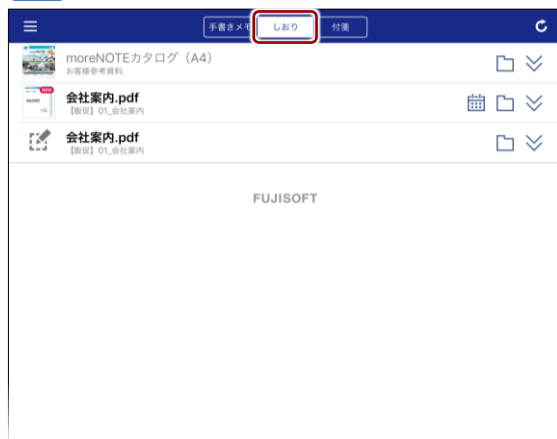 手書きメモ しおり 付箋
moreNOTEカタログ（A4）
お客様参考資料
NEW
会社案内.pdf
【販促】01_会社案内
会社案内.pdf
【販促】01_会社案内
FUJISOFT